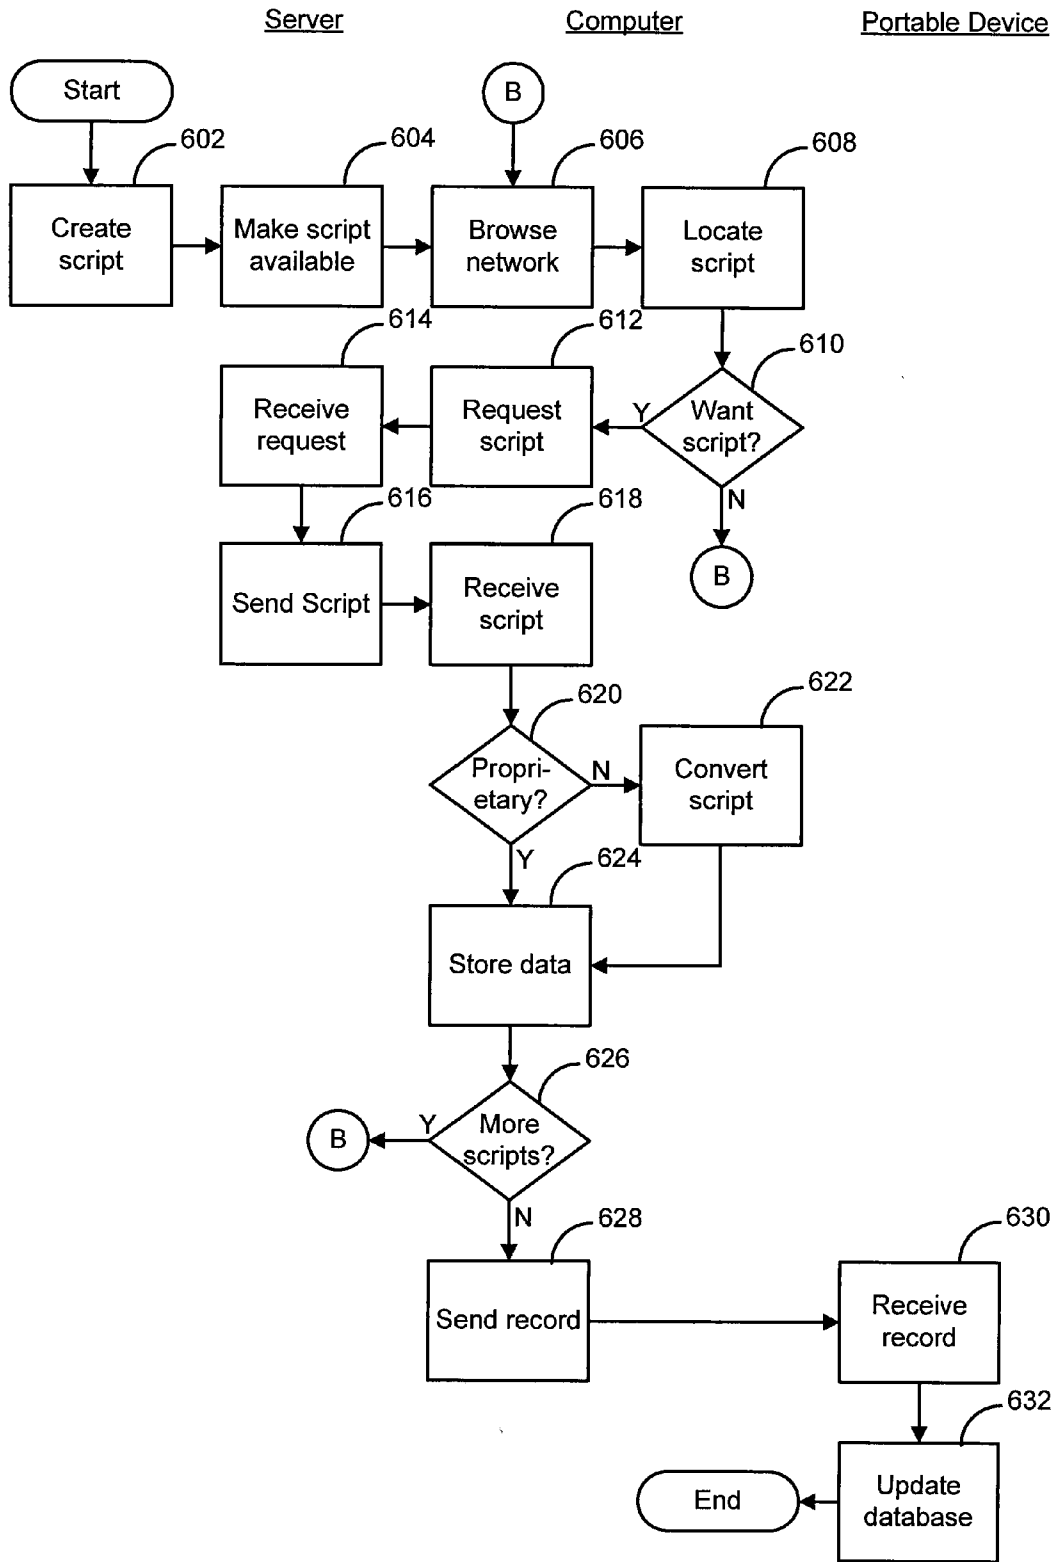 Server
Computer
Portable Device
Start
B
602
604
606
608
Create
script
Make script
available
Browse
network
Locate
script
614
612
610
Receive
request
Request
script
Y
Want
script?
N
616
618
B
Send Script
Receive
script
620
622
Propri-
etary?
N
Convert
script
Y
624
Store data
626
B
Y
More
scripts?
N
628
630
Send record
Receive
record
632
End
Update
database